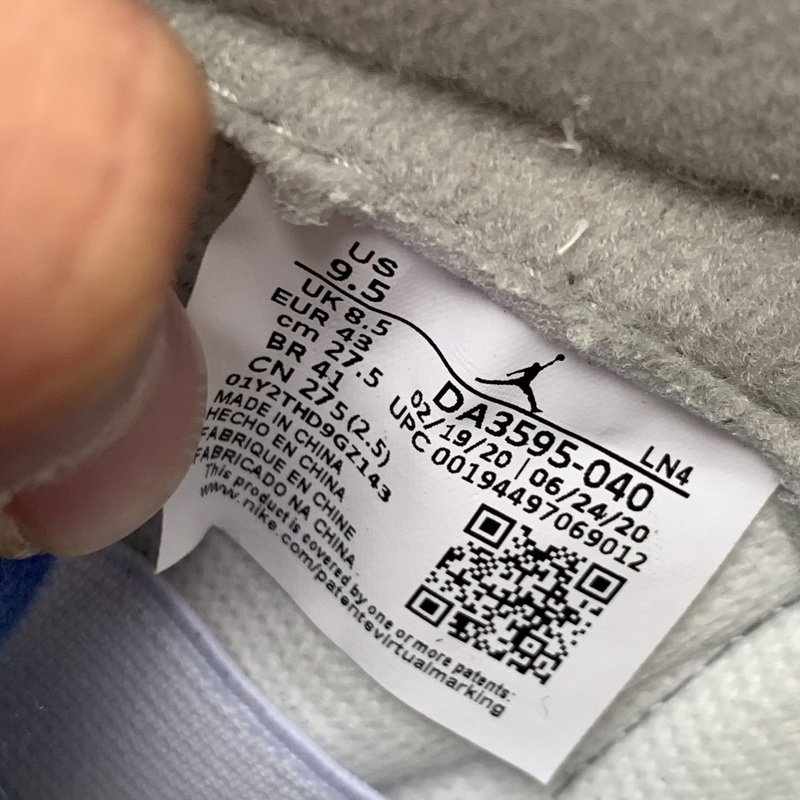 US
9.5
UK 8.5
EUR 43
cm 27.5
BR 41
CN 275(2.5)
01Y2THD9GZ143
MADE IN CHINA
HECHO EN CHINA
FABRIQUE EN CHINE
FABRICADO NA CHINA
This product is covered by one or more patents:
www.nike.com/patentevirtualmarking
LN4
DA3595-040
02/19/20 | 06/24/20
UPC 00194497069012